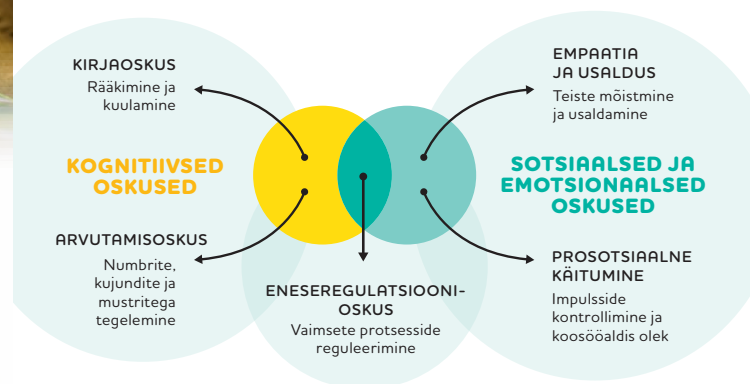 KIRJAOSKUS
Rääkimine ja
kuulamine
KOGNITIIVSED
OSKUSED
ARVUTAMISOSKUS
Numbrite,
kujundite ja
mustritega
tegelemine
ENESEREGULATSIOONI-
OSKUS
Vaimsete protsesside
reguleerimine
EMPAATIA
JA USALDUS
Teiste mõistmine
ja usaldamine
SOTSIAALSED JA
EMOTSIONAALSED
OSKUSED
PROSOTSIAALNE
KÄITUMINE
Impulsside
kontrollimine ja
koosööaldis olek